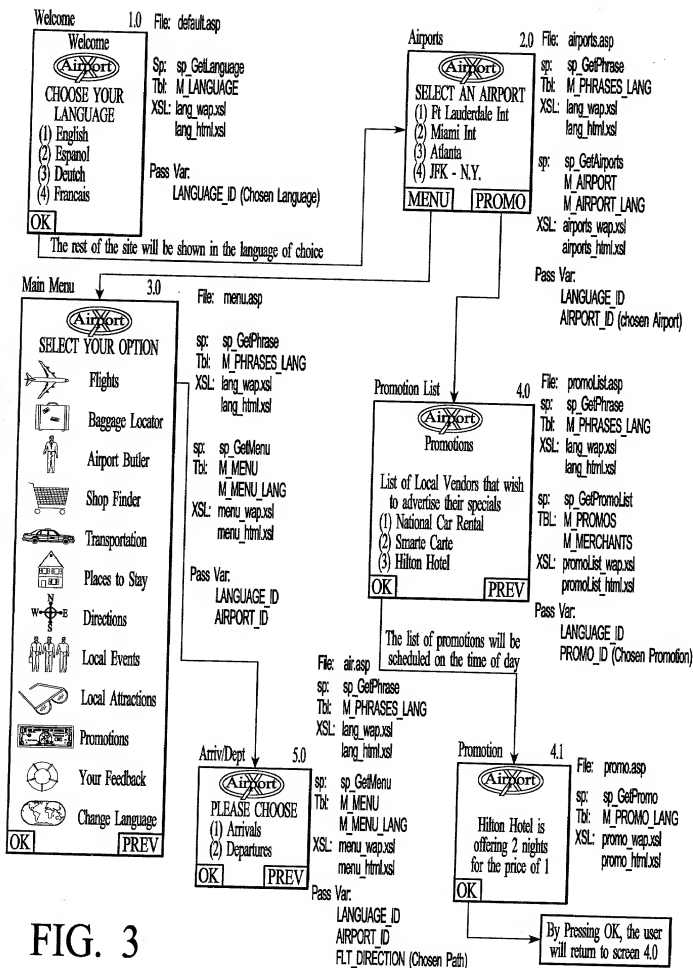 Welcome 1.0
Welcome
Airport
X
CHOOSE YOUR
LANGUAGE
(1) English
(2) Espanol
(3) Deutch
(4) Francais
OK
File: default.asp
Sp: sp_GetLanguage
Tbl: M_LANGUAGE
XSL: lang_wap.xsl
lang_html.xsl
Pass Var:
LANGUAGE_ID (Chosen Language)
The rest of the site will be shown in the language of choice
Airports 2.0
Airport
X
SELECT AN AIRPORT
(1) Ft Lauderdale Int
(2) Miami Int
(3) Atlanta
(4) JFK - N.Y.
MENU PROMO
File: airports.asp
sp: sp_GetPhrase
Tbl: M_PHRASES_LANG
XSL: lang_wap.xsl
lang_html.xsl
sp: sp_GetAirports
M_AIRPORT
M_AIRPORT_LANG
XSL: airports_wap.xsl
airports_html.xsl
Pass Var:
LANGUAGE_ID
AIRPORT_ID (chosen Airport)
Main Menu 3.0
Airport
X
SELECT YOUR OPTION
Flights
Baggage Locator
Airport Butler
Shop Finder
Transportation
Places to Stay
N
W E
S
Directions
Local Events
Local Attractions
Promotions
Your Feedback
Change Language
OK PREV
File: menu.asp
sp: sp_GetPhrase
Tbl: M_PHRASES_LANG
XSL: lang_wap.xsl
lang_html.xsl
sp: sp_GetMenu
Tbl: M_MENU
M_MENU_LANG
XSL: menu_wap.xsl
menu_html.xsl
Pass Var:
LANGUAGE_ID
AIRPORT_ID
Promotion List 4.0
Airport
X
Promotions
List of Local Vendors that wish
to advertise their specials
(1) National Car Rental
(2) Smarte Carte
(3) Hilton Hotel
OK PREV
File: promoList.asp
sp: sp_GetPhrase
Tbl: M_PHRASES_LANG
XSL: lang_wap.xsl
lang_html.xsl
sp: sp_GetPromoList
TBL: M_PROMOS
M_MERCHANTS
XSL: promoList_wap.xsl
promoList_html.xsl
Pass Var:
LANGUAGE_ID
PROMO_ID (Chosen Promotion)
The list of promotions will be
scheduled on the time of day
Arriv/Dept 5.0
Airport
X
PLEASE CHOOSE
(1) Arrivals
(2) Departures
OK PREV
File: air.asp
sp: sp_GetPhrase
Tbl: M_PHRASES_LANG
XSL: lang_wap.xsl
lang_html.xsl
sp: sp_GetMenu
Tbl: M_MENU
M_MENU_LANG
XSL: menu_wap.xsl
menu_html.xsl
Pass Var:
LANGUAGE_ID
AIRPORT_ID
FLT_DIRECTION (Chosen Path)
Promotion 4.1
Airport
X
Hilton Hotel is
offering 2 nights
for the price of 1
OK
File: promo.asp
sp: sp_GetPromo
Tbl: M_PROMO_LANG
XSL: promo_wap.xsl
promo_html.xsl
By Pressing OK, the user
will return to screen 4.0
FIG. 3